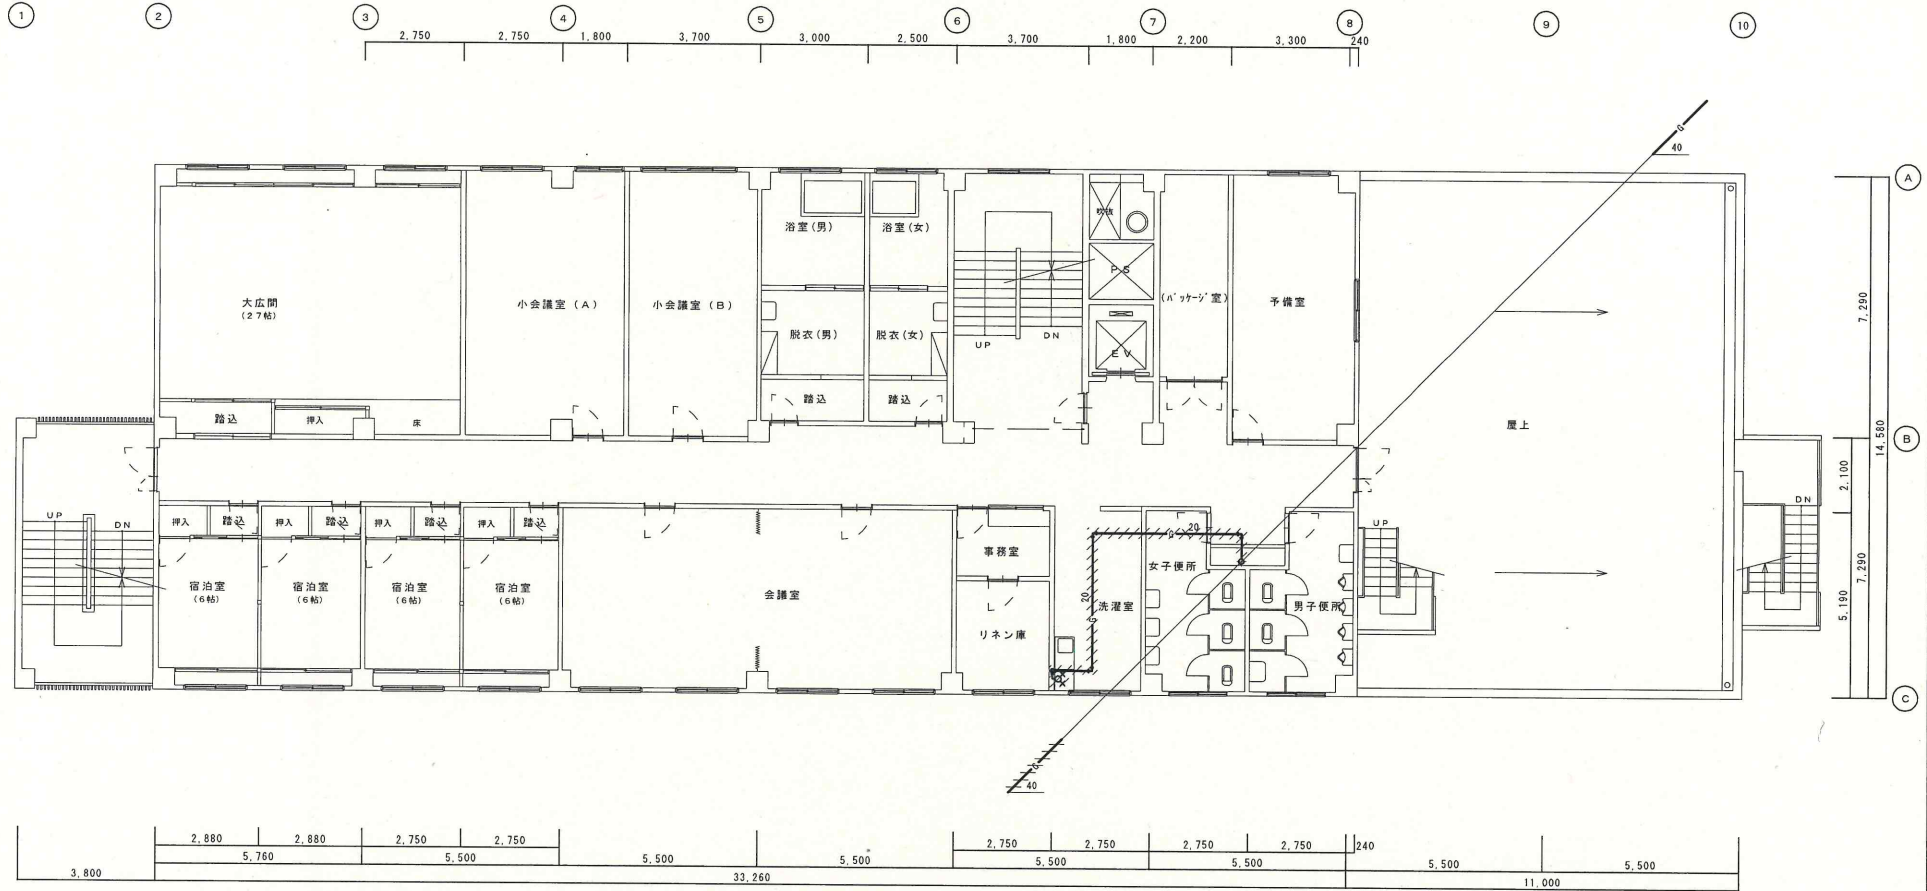 1 2 3 4 5 6 7 8 9 10
2,750 2,750 1,800 3,700 3,000 2,500 3,700 1,800 2,200 3,300 240
G
40
A
吹抜
浴室(男) 浴室(女)
PS
大広間
(27帖)
小会議室(A)
小会議室(B)
(パッケージ室)
予備室
7,290
脱衣(男) 脱衣(女)
UP
DN
EV
踏込
押入
床
踏込
踏込
屋上
B
14,580
2,100
UP
DN
押入 踏込 押入 踏込 押入 踏込 押入 踏込
事務室
G
20
女子便所
UP
DN
宿泊室
(6帖)
宿泊室
(6帖)
宿泊室
(6帖)
宿泊室
(6帖)
会議室
20
G
洗濯室
男子便所
リネン庫
7,290
5,190
C
G
40
2,880 2,880 2,750 2,750 2,750 2,750 2,750 2,750 240
5,760 5,500 5,500 5,500 5,500 5,500 5,500 5,500
3,800 33,260 11,000